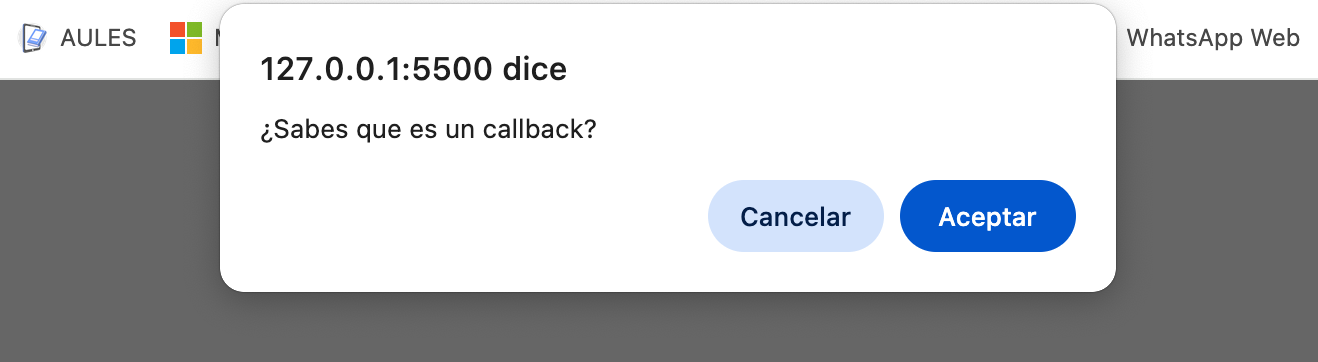 AULES
WhatsApp Web
127.0.0.1:5500 dice
¿Sabes que es un callback?
Cancelar
Aceptar